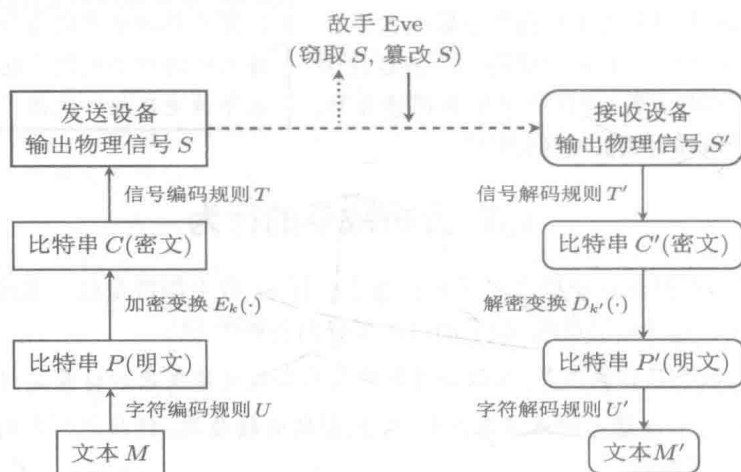 敌手 Eve
(窃取 S, 篡改 S)
发送设备
输出物理信号 S
接收设备
输出物理信号 S′
信号编码规则 T
信号解码规则 T′
比特串 C(密文)
比特串 C′(密文)
加密变换 E_k(·)
解密变换 D_k′(·)
比特串 P(明文)
比特串 P′(明文)
字符编码规则 U
字符解码规则 U′
文本 M
文本M′